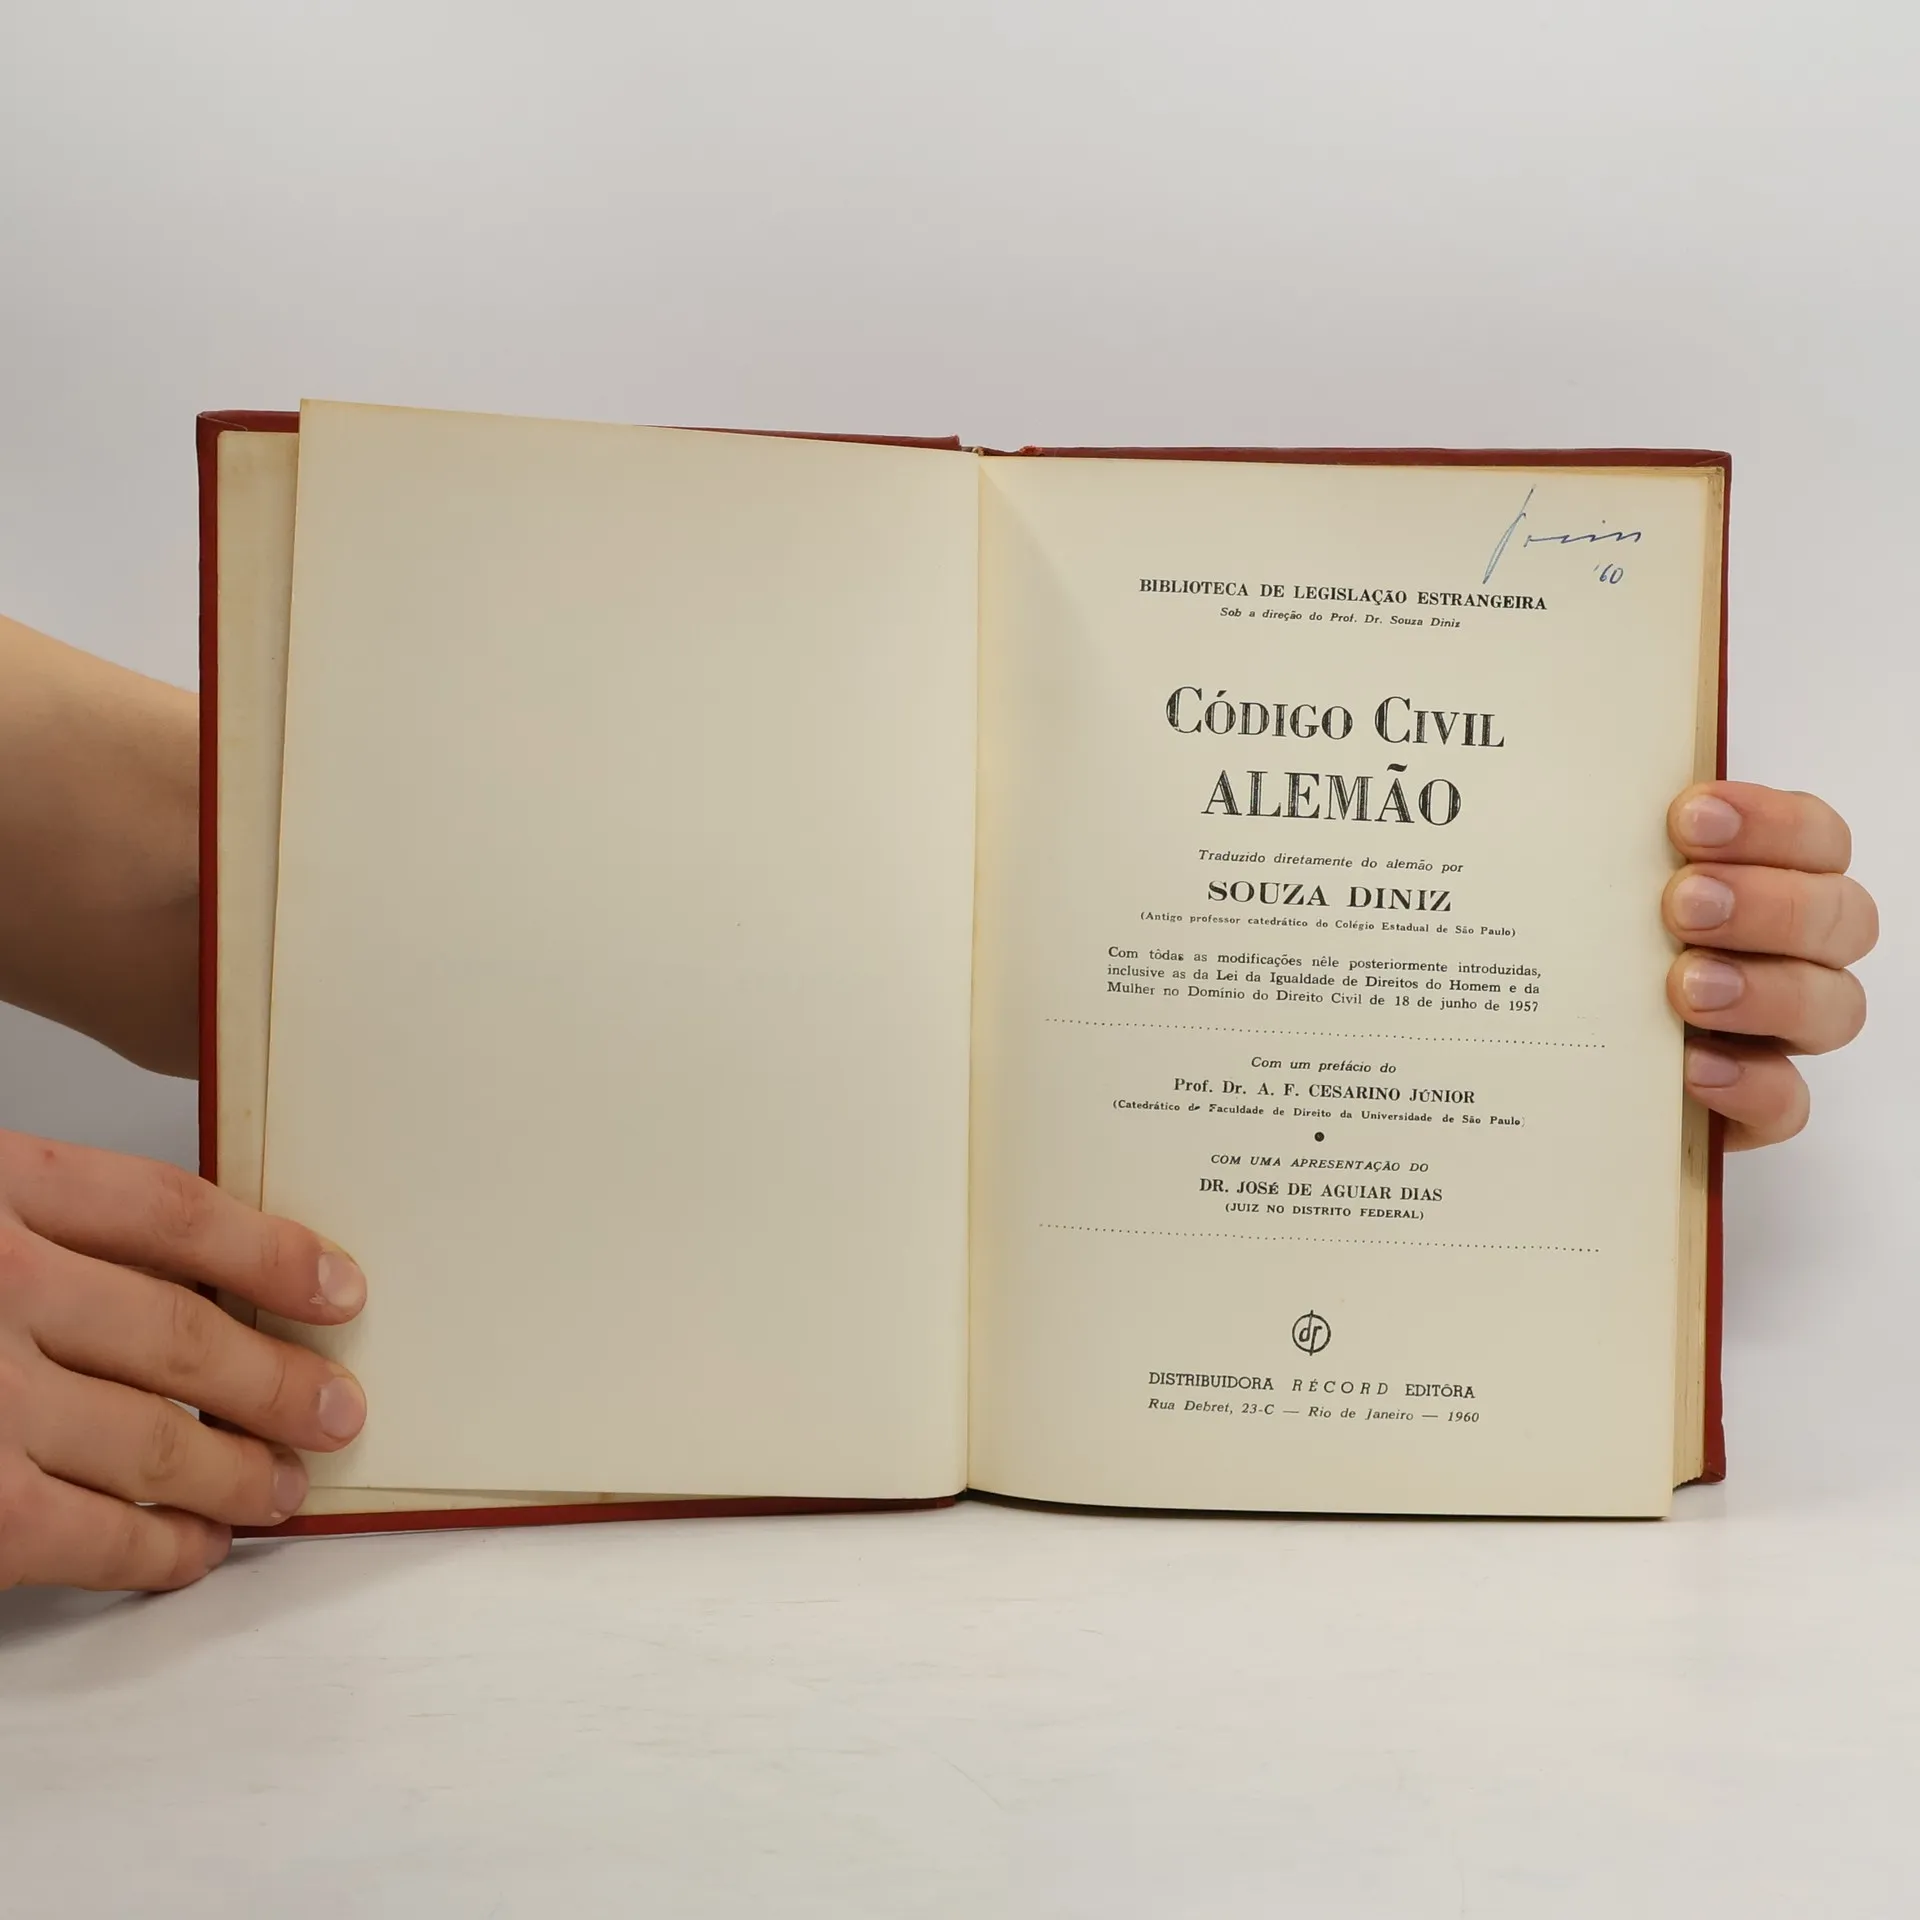 '60
BIBLIOTECA DE LEGISLAÇÃO ESTRANGEIRA
Sob a direção do Prof. Dr. Souza Diniz
CÓDIGO CIVIL
ALEMÃO
Traduzido diretamente do alemão por
SOUZA DINIZ
(Antigo professor catedrático do Colégio Estadual de São Paulo)
Com tôdas as modificações nêle posteriormente introduzidas,
inclusive as da Lei da Igualdade de Direitos do Homem e da
Mulher no Domínio do Direito Civil de 18 de junho de 1957
Com um prefácio do
Prof. Dr. A. F. CESARINO JÚNIOR
(Catedrático da Faculdade de Direito da Universidade de São Paulo)
COM UMA APRESENTAÇÃO DO
DR. JOSÉ DE AGUIAR DIAS
(JUIZ NO DISTRITO FEDERAL)
dr
DISTRIBUIDORA RÉCORD EDITÔRA
Rua Debret, 23-C — Rio de Janeiro — 1960